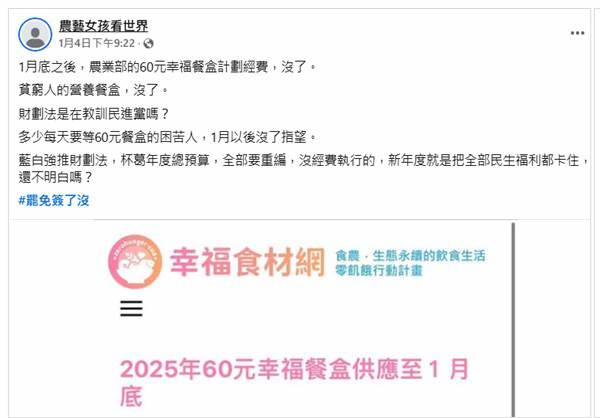 農藝女孩看世界
1月4日下午9:22 ·
1月底之後，農業部的60元幸福餐盒計劃經費，沒了。
貧窮人的營養餐盒，沒了。
財劃法是在教訓民進黨嗎？
多少每天要等60元餐盒的困苦人，1月以後沒了指望。
藍白強推財劃法，杯葛年度總預算，全部要重編，沒經費執行的，新年度就是把全部民生福利都卡住，
還不明白嗎？
#罷免簽了沒
幸福食材網
食農．生態永續的飲食生活
零飢餓行動計畫
2025年60元幸福餐盒供應至 1 月
底